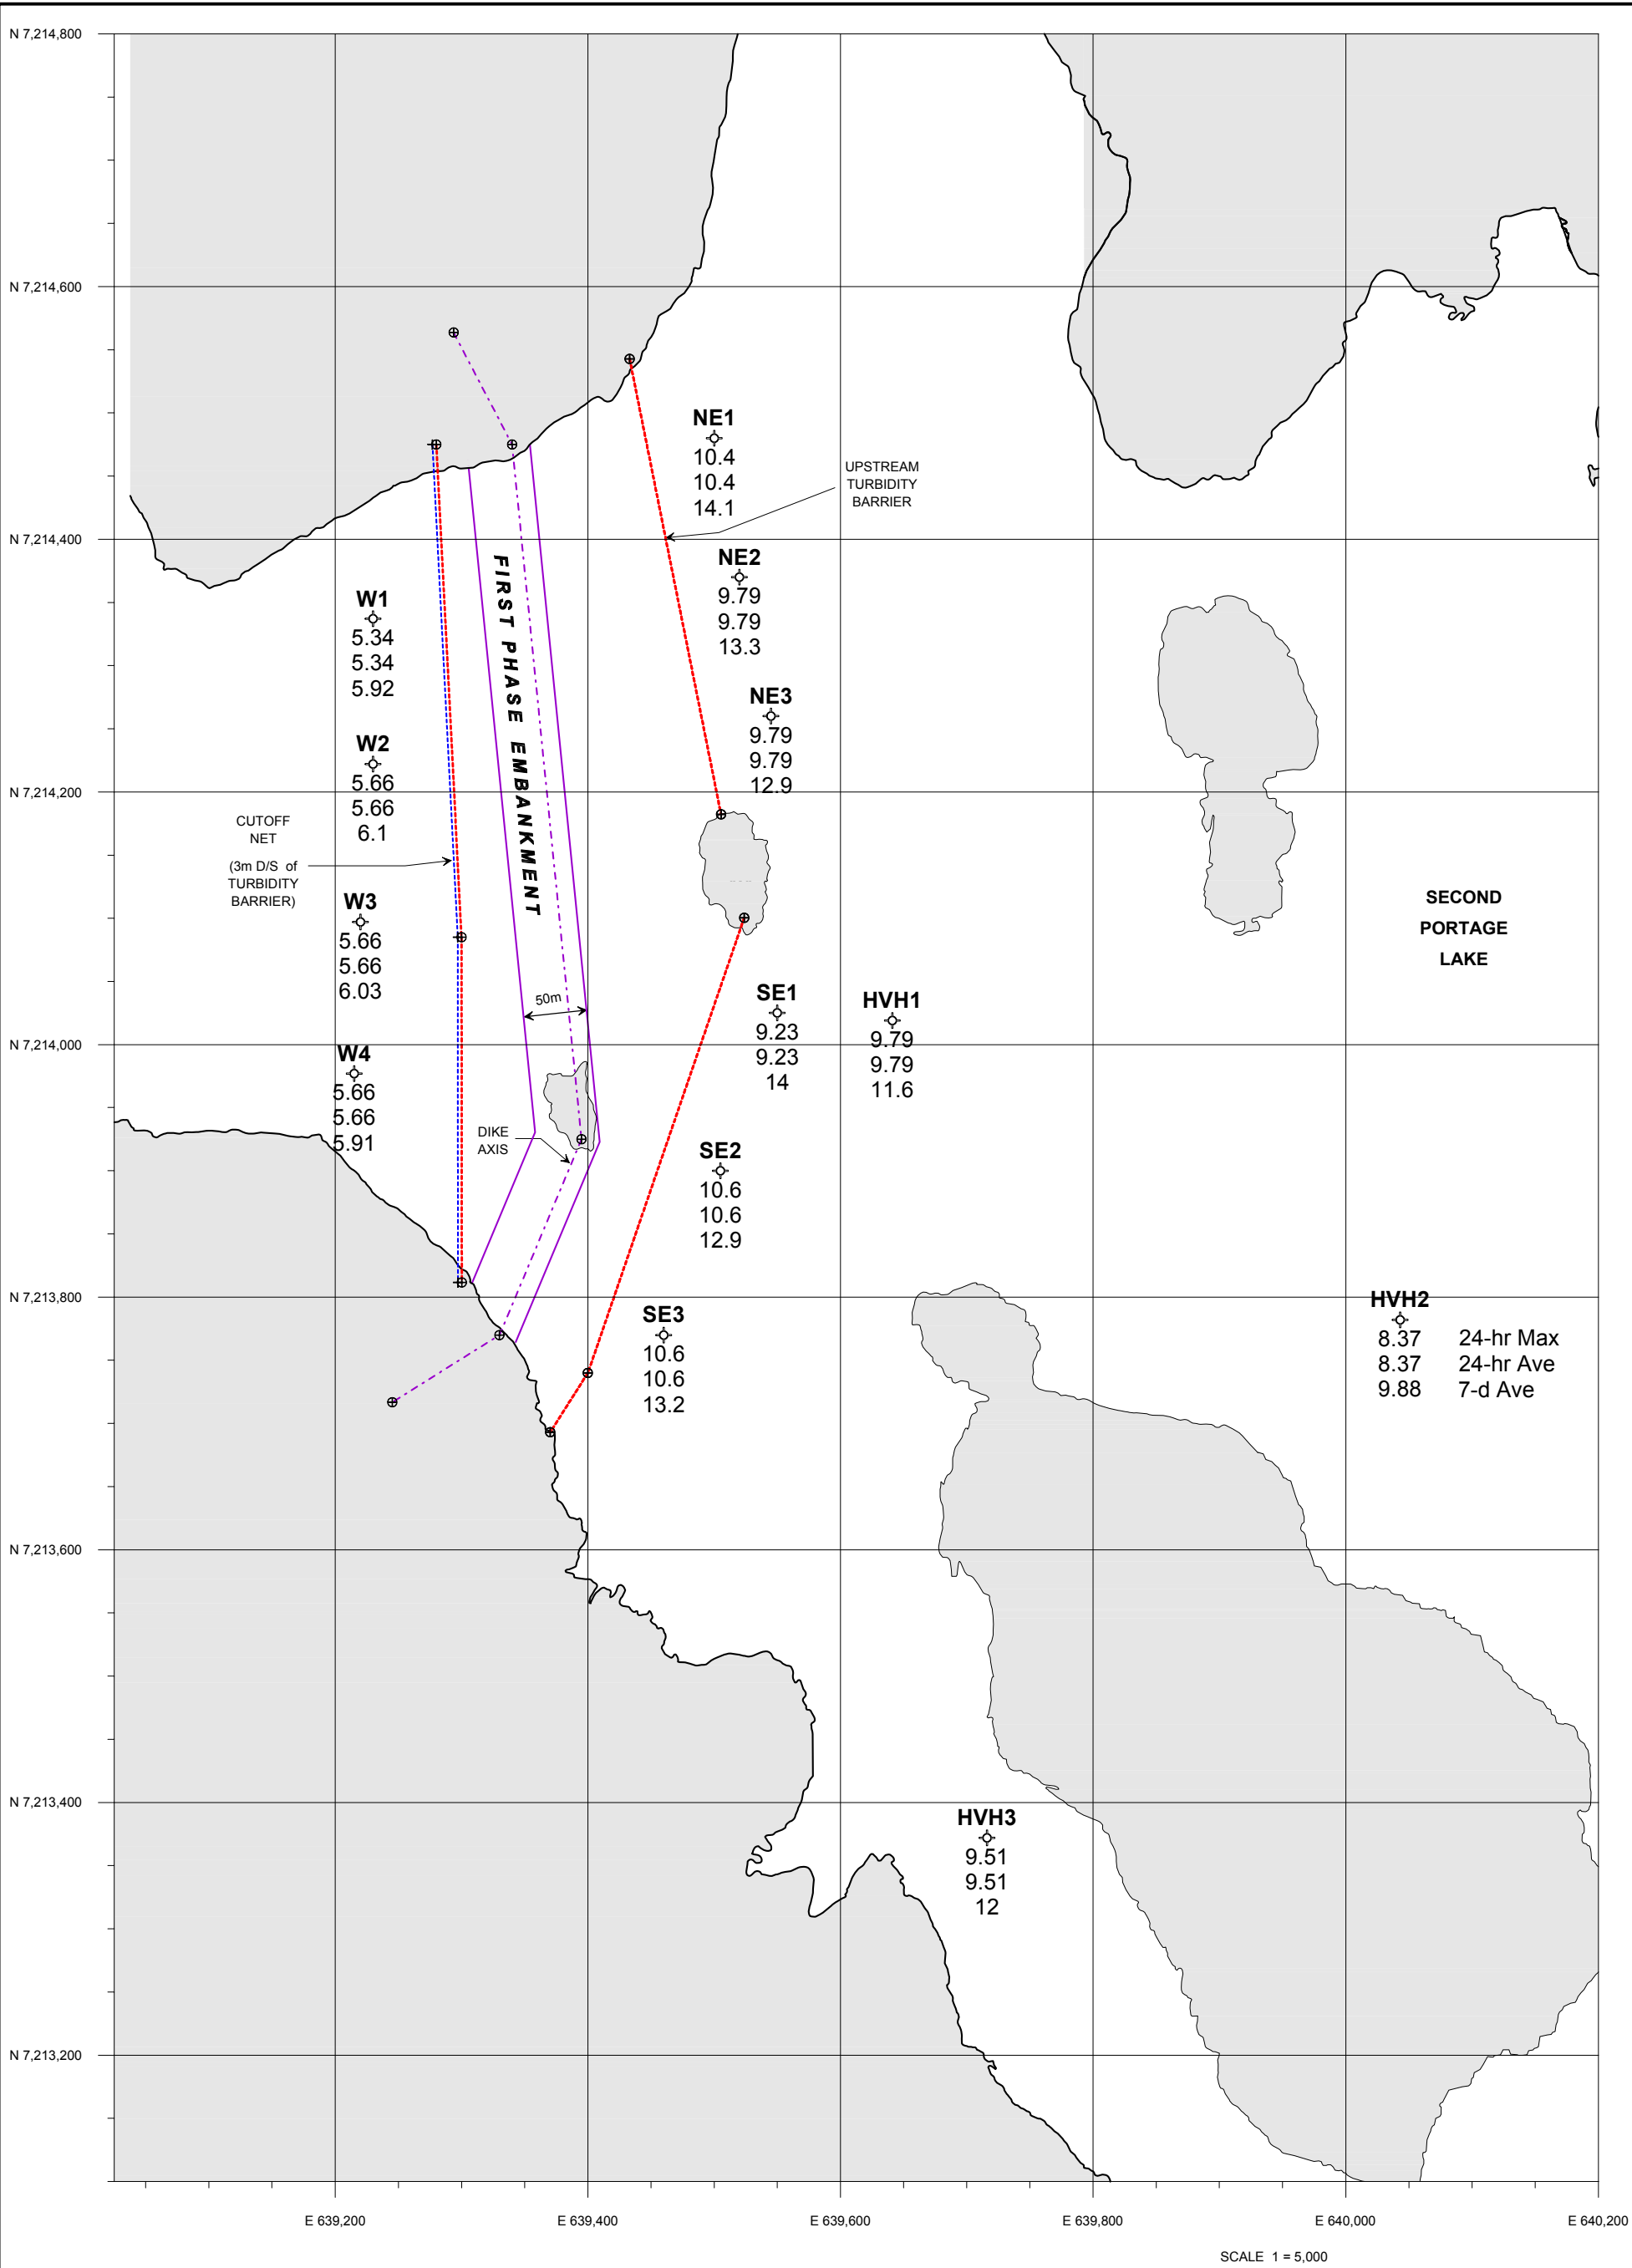 N 7,214,800
N 7,214,600
NE1
10.4
10.4
14.1
UPSTREAM
TURBIDITY
BARRIER
N 7,214,400
FIRST PHASE EMBANKMENT
NE2
9.79
9.79
13.3
W1
5.34
5.34
5.92
NE3
9.79
9.79
12.9
W2
5.66
5.66
6.1
N 7,214,200
CUTOFF
NET
(3m D/S of
TURBIDITY
BARRIER)
W3
5.66
5.66
6.03
SECOND
PORTAGE
LAKE
50m
SE1
9.23
9.23
14
HVH1
9.79
9.79
11.6
N 7,214,000
W4
5.66
5.66
5.91
DIKE
AXIS
SE2
10.6
10.6
12.9
N 7,213,800
SE3
10.6
10.6
13.2
HVH2
8.37 24-hr Max
8.37 24-hr Ave
9.88 7-d Ave
N 7,213,600
N 7,213,400
HVH3
9.51
9.51
12
N 7,213,200
E 639,200
E 639,400
E 639,600
E 639,800
E 640,000
E 640,200
SCALE 1 = 5,000